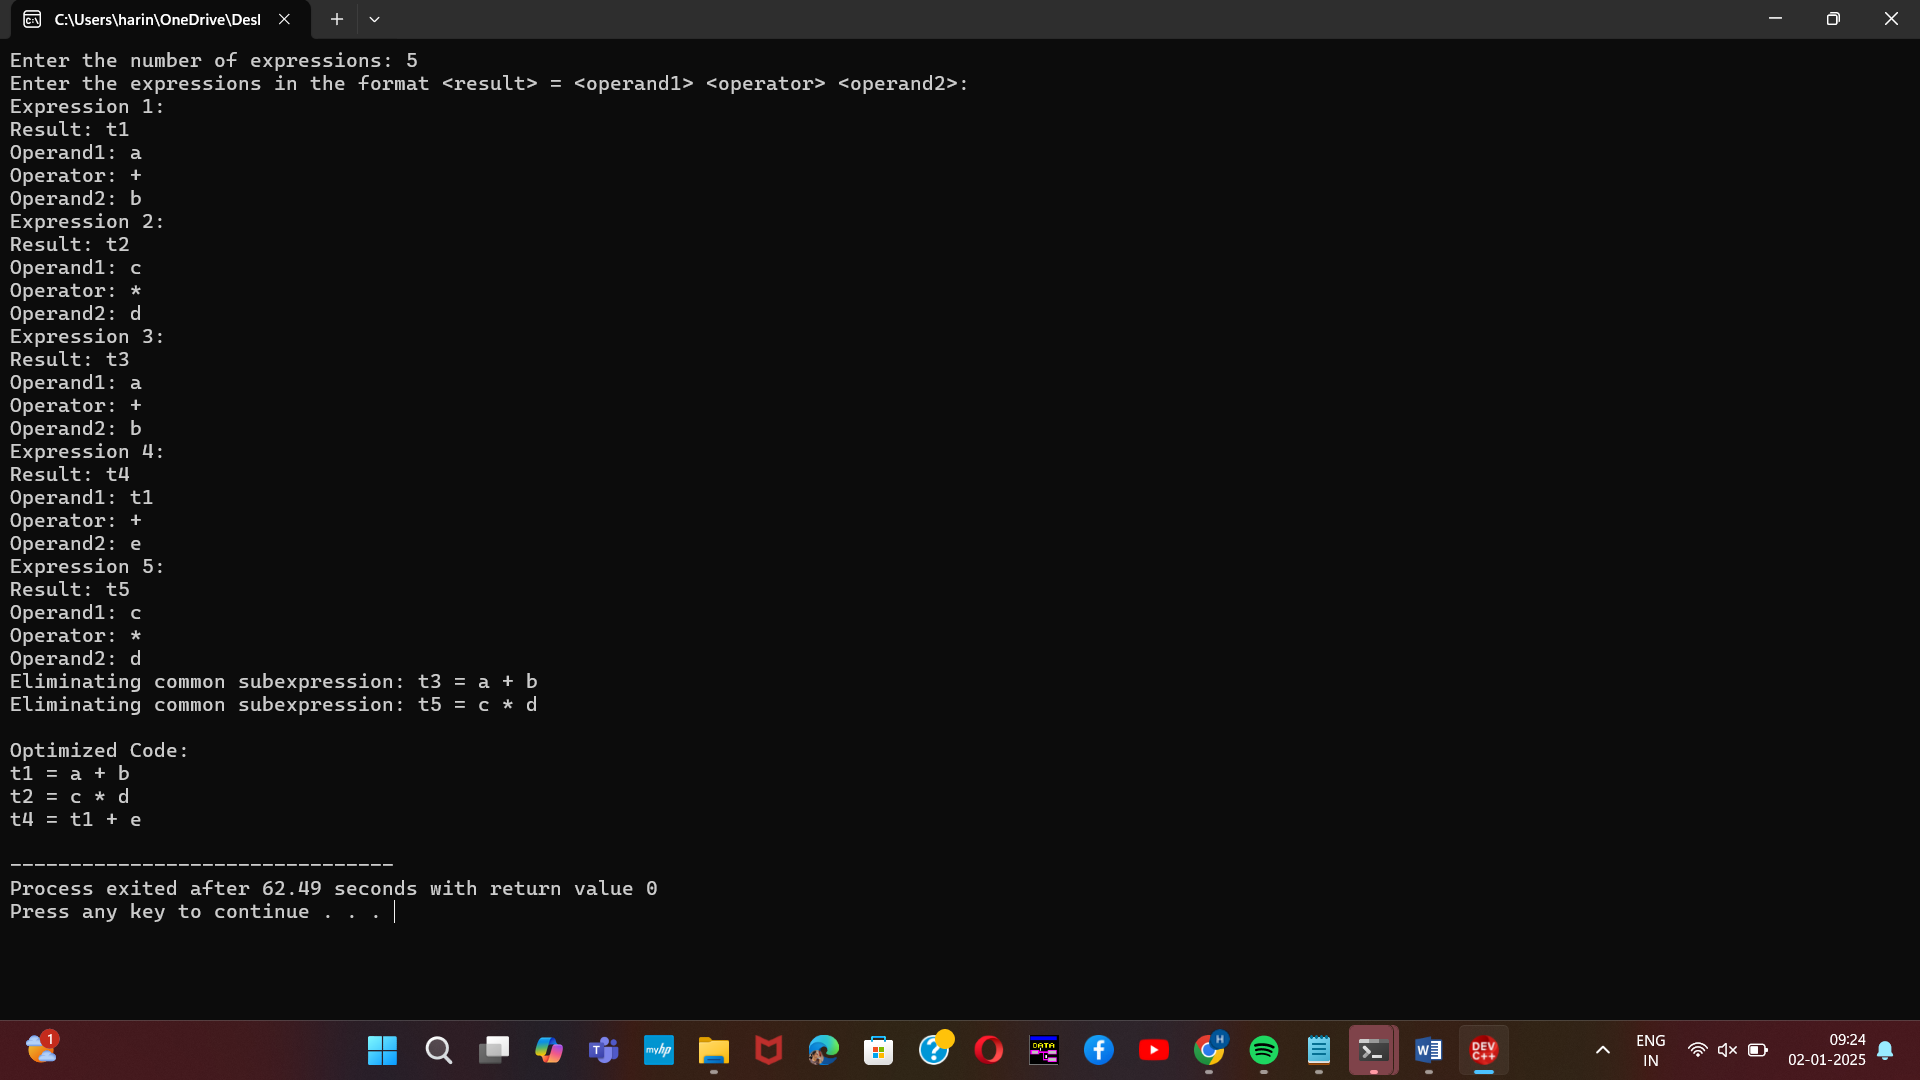 C:\Users\harin\OneDrive\Desl
Enter the number of expressions: 5
Enter the expressions in the format <result> = <operand1> <operator> <operand2>:
Expression 1:
Result: t1
Operand1: a
Operator: +
Operand2: b
Expression 2:
Result: t2
Operand1: c
Operator: *
Operand2: d
Expression 3:
Result: t3
Operand1: a
Operator: +
Operand2: b
Expression 4:
Result: t4
Operand1: t1
Operator: +
Operand2: e
Expression 5:
Result: t5
Operand1: c
Operator: *
Operand2: d
Eliminating common subexpression: t3 = a + b
Eliminating common subexpression: t5 = c * d
Optimized Code:
t1 = a + b
t2 = c * d
t4 = t1 + e
--------------------------------
Process exited after 62.49 seconds with return value 0
Press any key to continue . . .
1
T
myhp
?
DATA
H
W
DEV
C++
ENG
IN
09:24
02-01-2025